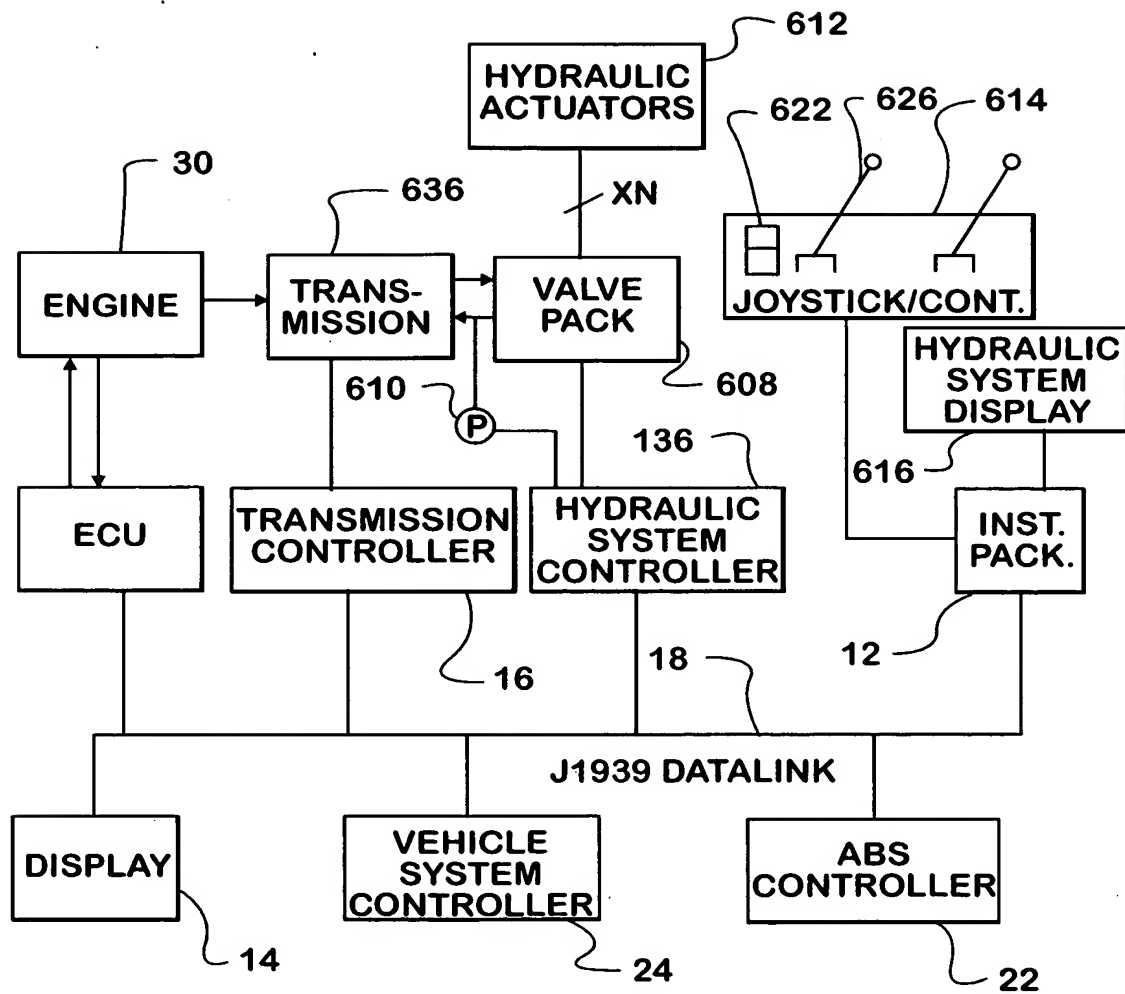 612
HYDRAULIC
ACTUATORS
622
626
614
30
636
XN
ENGINE
TRANS-
MISSION
VALVE
PACK
JOYSTICK/CONT.
610
P
608
HYDRAULIC
SYSTEM
DISPLAY
136
616
ECU
TRANSMISSION
CONTROLLER
HYDRAULIC
SYSTEM
CONTROLLER
INST.
PACK.
16
18
12
J1939 DATALINK
DISPLAY
VEHICLE
SYSTEM
CONTROLLER
ABS
CONTROLLER
14
24
22